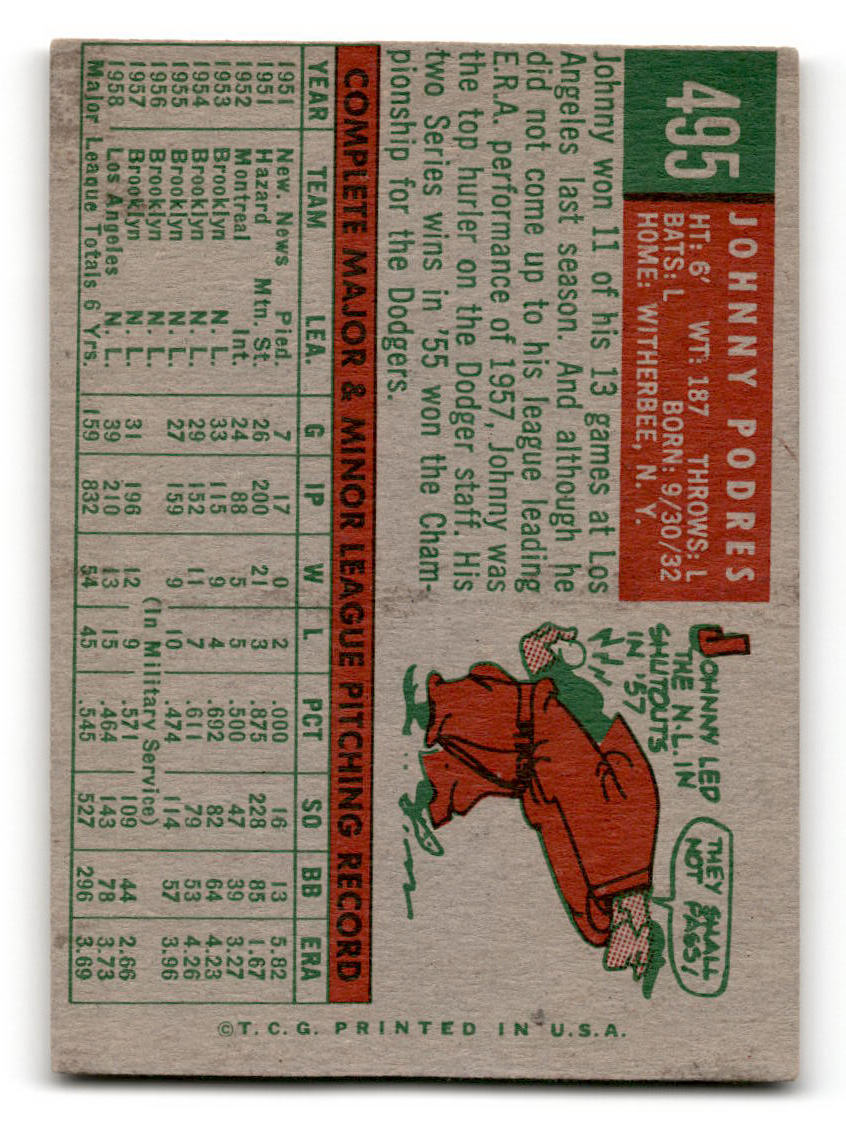 495
JOHNNY PODRES
HT: 6' WT: 187 THROWS: L
BATS: L BORN: 9/30/32
HOME: WITHERBEE, N. Y.
Johnny won 11 of his 13 games at Los
Angeles last season. And although he
did not come up to his league leading
E.R.A. performance of 1957, Johnny was
the top hurler on the Dodger staff. His
two Series wins in '55 won the Cham-
pionship for the Dodgers.
JOHNNY LED
THE N.L. IN
SHUTOUTS
IN '57
THEY SHALL
NOT PASS!
COMPLETE MAJOR & MINOR LEAGUE PITCHING RECORD
YEAR TEAM LEA. G IP W L PCT SO BB ERA
1951 New. News Pied. 7 17 0 2 .000 16 13 5.82
1951 Hazard Mtn. St. 26 200 21 3 .875 228 85 1.67
1952 Montreal Int. 24 88 5 5 .500 47 39 3.27
1953 Brooklyn N. L. 33 115 9 4 .692 82 64 4.23
1954 Brooklyn N. L. 29 152 11 7 .611 79 53 4.26
1955 Brooklyn N. L. 27 159 9 10 .474 114 57 3.96
1956 Brooklyn N. L. (In Military Service)
1957 Brooklyn N. L. 31 196 12 9 .571 109 44 2.66
1958 Los Angeles N. L. 39 210 13 15 .464 143 78 3.73
Major League Totals 6 Yrs. 159 832 54 45 .545 527 296 3.69
©T.C.G. PRINTED IN U.S.A.